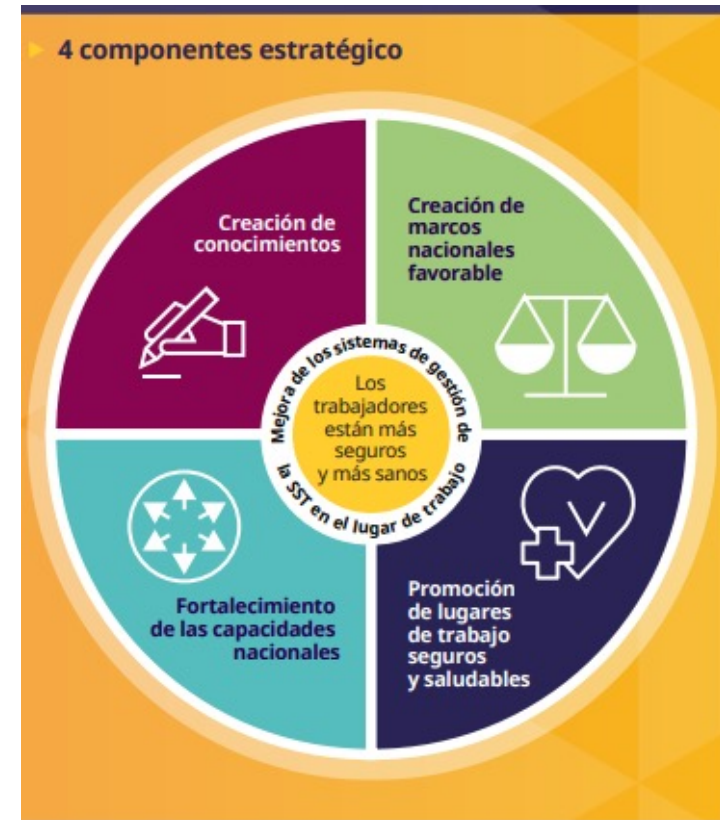 4 componentes estratégico
Creación de
conocimientos
Creación de
marcos
nacionales
favorable
Mejora de los sistemas de gestión de
la SST en el lugar de trabajo
Los
trabajadores
están más
seguros
y más sanos
Fortalecimiento
de las capacidades
nacionales
Promoción
de lugares
de trabajo
seguros
y saludables